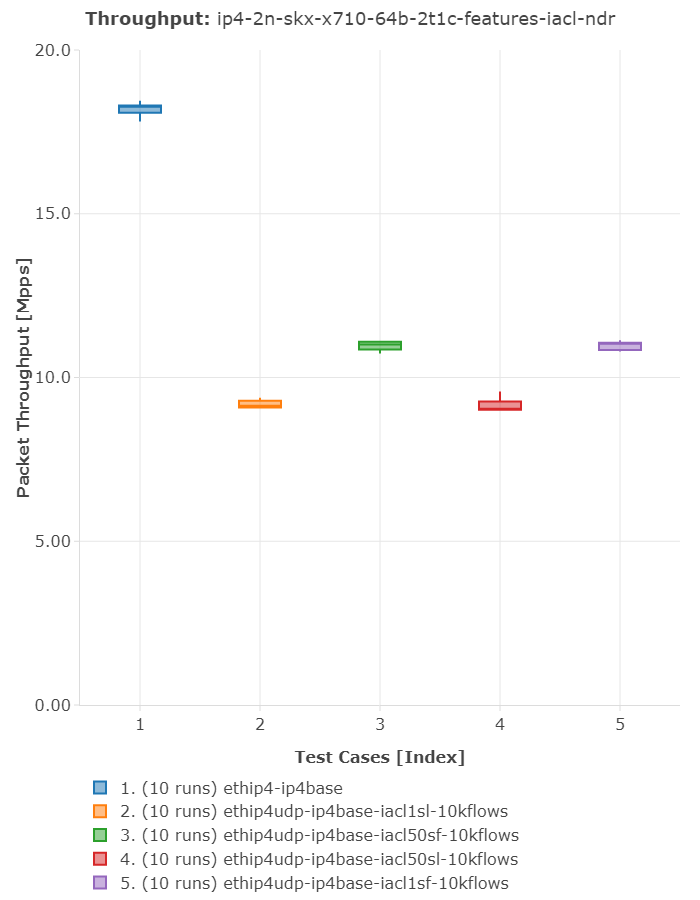 Throughput: ip4-2n-skx-x710-64b-2t1c-features-iacl-ndr
20.0
15.0
10.0
5.00
0.00
Packet Throughput [Mpps]
1 2 3 4 5
Test Cases [Index]
1. (10 runs) ethip4-ip4base
2. (10 runs) ethip4udp-ip4base-iacl1sl-10kflows
3. (10 runs) ethip4udp-ip4base-iacl50sf-10kflows
4. (10 runs) ethip4udp-ip4base-iacl50sl-10kflows
5. (10 runs) ethip4udp-ip4base-iacl1sf-10kflows